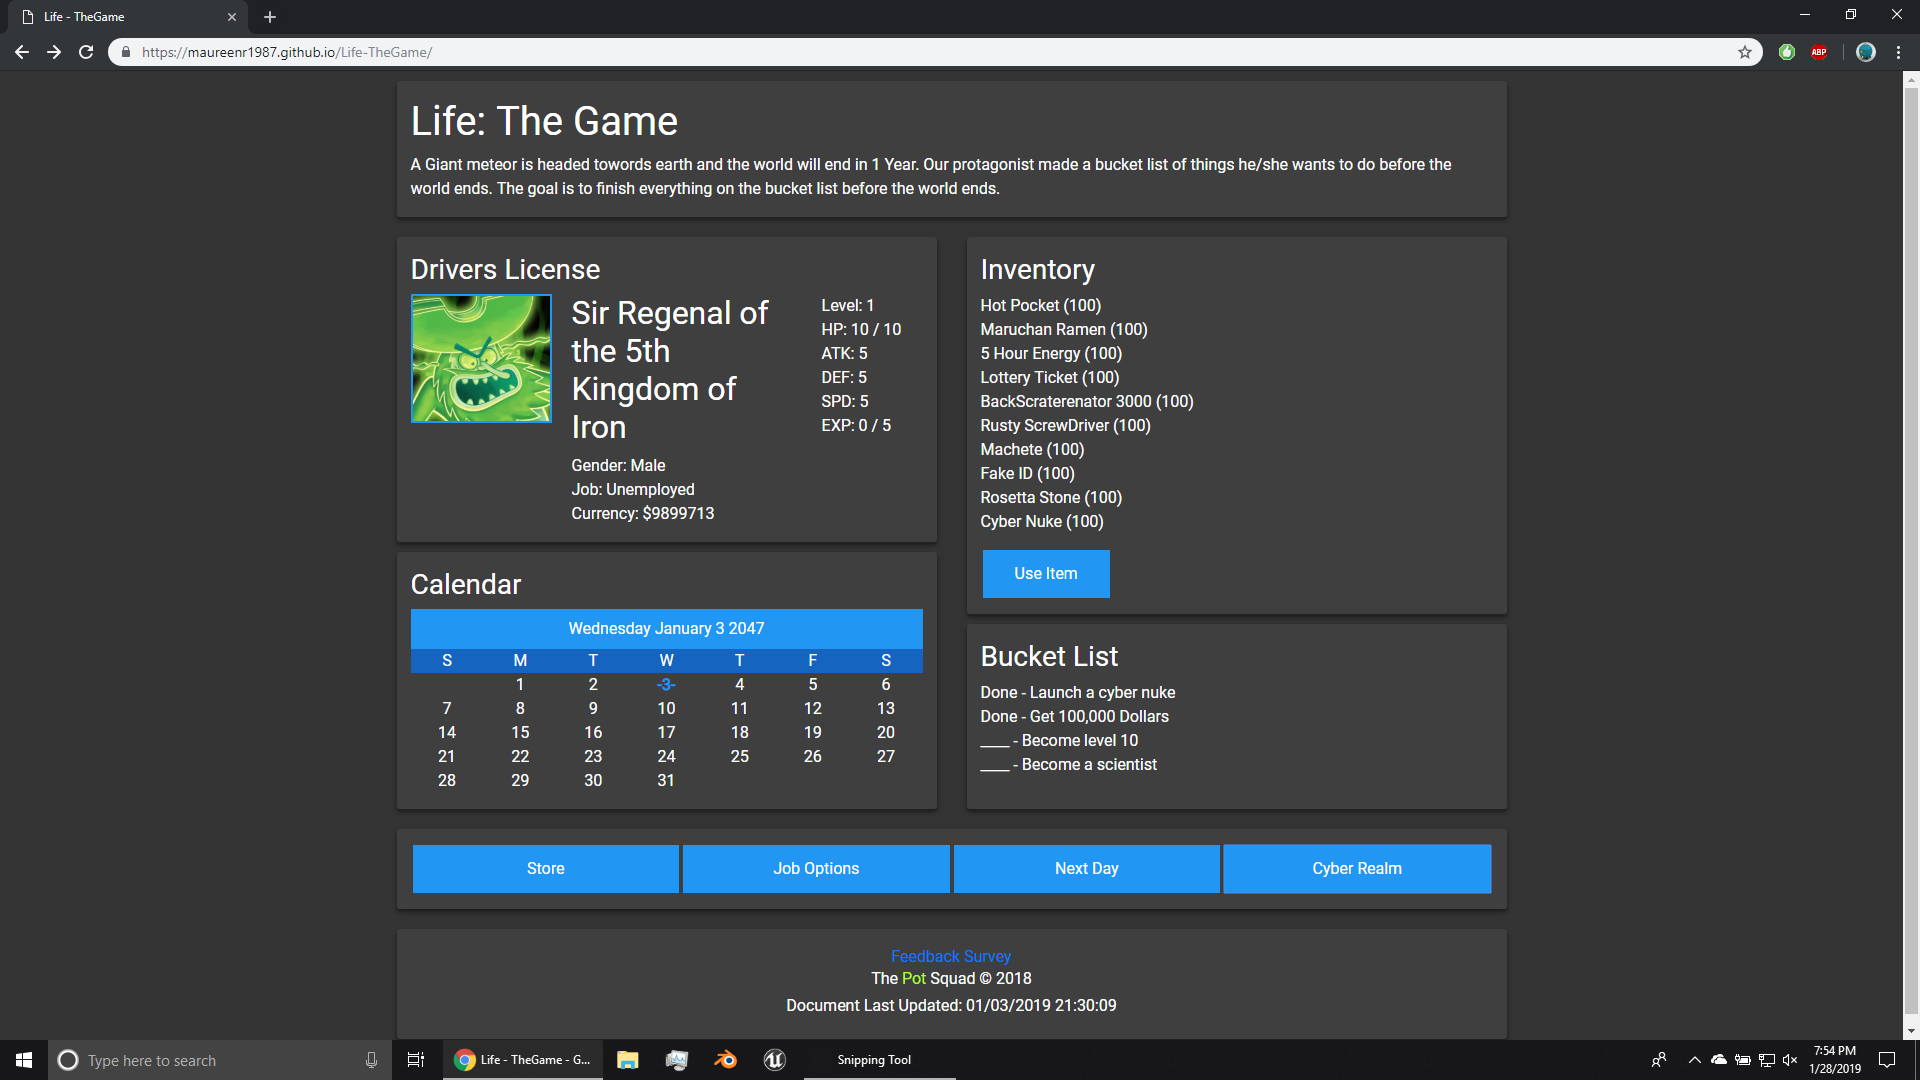 Life - TheGame
https://maureenr1987.github.io/Life-TheGame/
ABP
Life: The Game
A Giant meteor is headed towords earth and the world will end in 1 Year. Our protagonist made a bucket list of things he/she wants to do before the
world ends. The goal is to finish everything on the bucket list before the world ends.
Drivers License
Sir Regenal of
the 5th
Kingdom of
Iron
Gender: Male
Job: Unemployed
Currency: $9899713
Level: 1
HP: 10 / 10
ATK: 5
DEF: 5
SPD: 5
EXP: 0 / 5
Inventory
Hot Pocket (100)
Maruchan Ramen (100)
5 Hour Energy (100)
Lottery Ticket (100)
BackScraterenator 3000 (100)
Rusty ScrewDriver (100)
Machete (100)
Fake ID (100)
Rosetta Stone (100)
Cyber Nuke (100)
Use Item
Calendar
Wednesday January 3 2047
S M T W T F S
1 2 -3- 4 5 6
7 8 9 10 11 12 13
14 15 16 17 18 19 20
21 22 23 24 25 26 27
28 29 30 31
Bucket List
Done - Launch a cyber nuke
Done - Get 100,000 Dollars
____ - Become level 10
____ - Become a scientist
Store
Job Options
Next Day
Cyber Realm
Feedback Survey
The Pot Squad © 2018
Document Last Updated: 01/03/2019 21:30:09
Type here to search
Life - TheGame - G...
Snipping Tool
7:54 PM
1/28/2019